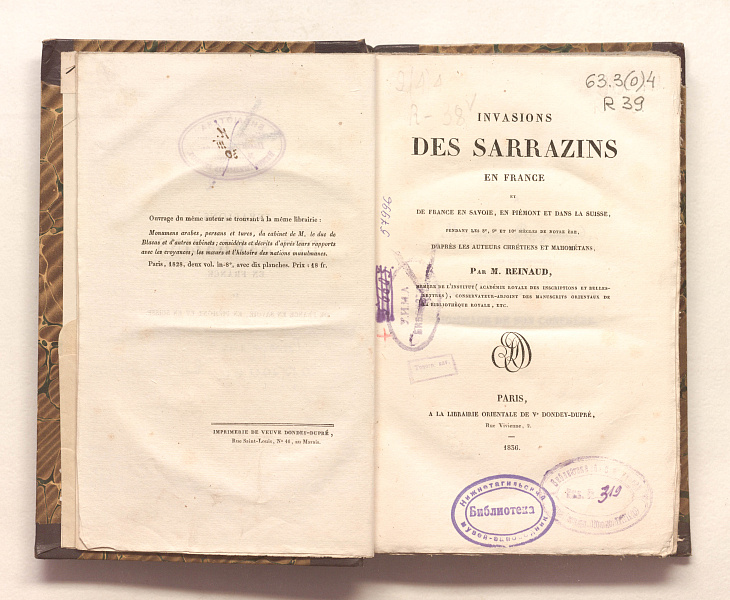 Ouvrage du même auteur se trouvant à la même librairie :
Monumens arabes, persans et turcs, du cabinet de M. le duc de
Blacas et d'autres cabinets; considérés et décrits d'après leurs rapports
avec les croyances, les mœurs et l'histoire des nations musulmanes.
Paris, 1828, deux vol. in-8°, avec dix planches. Prix : 18 fr.
IMPRIMERIE DE VEUVE DONDEY-DUPRÉ,
Rue Saint-Louis, N° 46, au Marais.
63.3(0)4
R 39
INVASIONS
DES SARRAZINS
EN FRANCE
ET
DE FRANCE EN SAVOIE, EN PIÉMONT ET DANS LA SUISSE,
PENDANT LES 8e, 9e ET 10e SIÈCLES DE NOTRE ÈRE,
D'APRÈS LES AUTEURS CHRÉTIENS ET MAHOMÉTANS,
PAR M. REINAUD,
MEMBRE DE L'INSTITUT (ACADÉMIE ROYALE DES INSCRIPTIONS ET BELLES-
LETTRES), CONSERVATEUR-ADJOINT DES MANUSCRITS ORIENTAUX DE
LA BIBLIOTHÈQUE ROYALE, ETC.
57996
PARIS,
A LA LIBRAIRIE ORIENTALE DE Ve DONDEY-DUPRÉ,
Rue Vivienne, 2.
1836.
Нижнетагильский
Библиотека
музей-заповедник
319